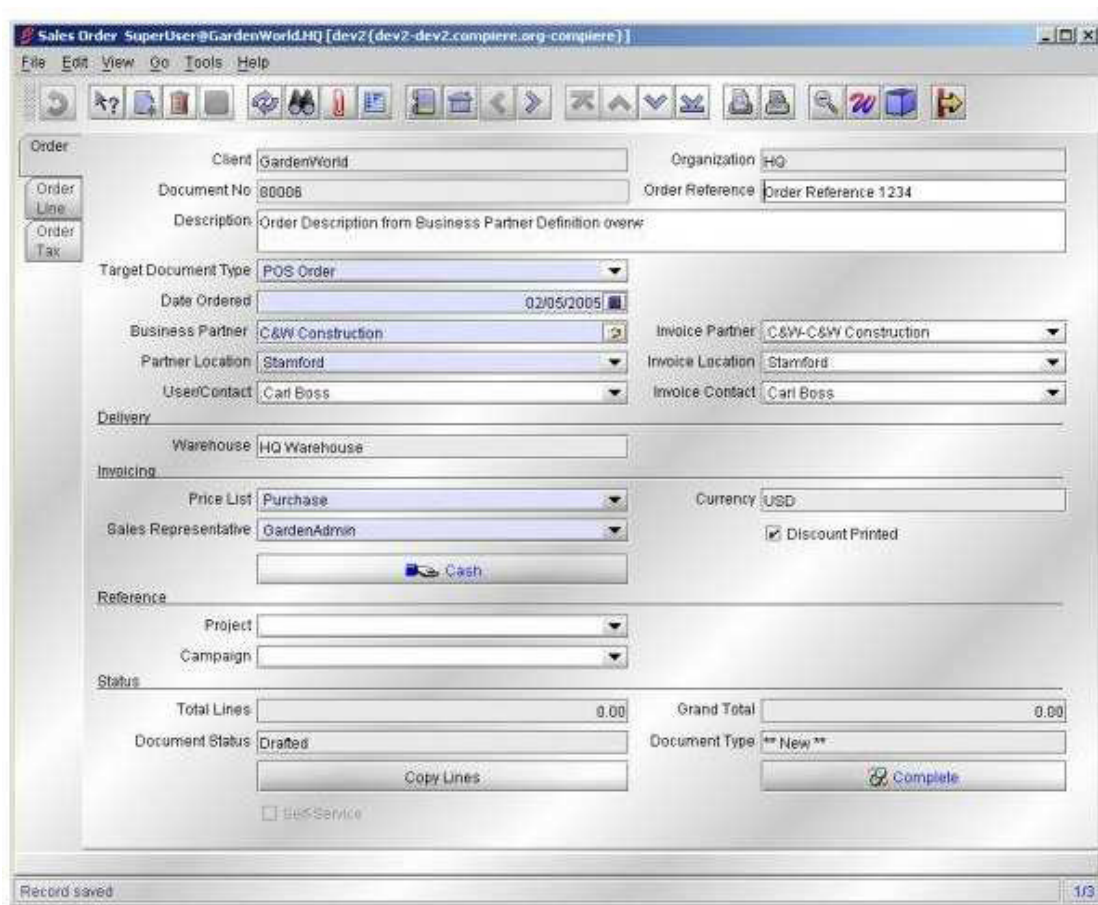 Sales Order SuperUser@GardenWorld.HQ [dev2{dev2-dev2.compiere.org-compiere}]
File Edit View Go Tools Help
Order
Order Line
Order Tax
Client GardenWorld Organization HQ
Document No 80006 Order Reference Order Reference 1234
Description Order Description from Business Partner Definition overw
Target Document Type POS Order
Date Ordered 02/05/2005
Business Partner C&W Construction Invoice Partner C&W-C&W Construction
Partner Location Stamford Invoice Location Stamford
User/Contact Carl Boss Invoice Contact Carl Boss
Delivery
Warehouse HQ Warehouse
Invoicing
Price List Purchase Currency USD
Sales Representative GardenAdmin Discount Printed
Cash
Reference
Project
Campaign
Status
Total Lines 0.00 Grand Total 0.00
Document Status Drafted Document Type ** New **
Copy Lines Complete
Self-Service
Record saved 1/3